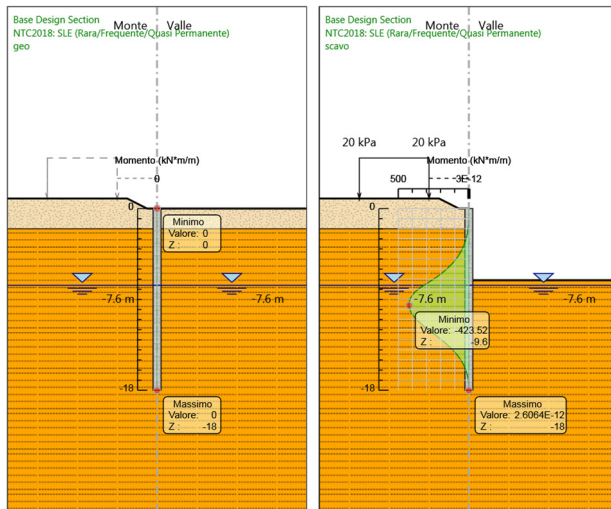 Base Design Section
NTC2018: SLE (Rara/Frequente/Quasi Permanente)
geo
Monte Valle
Momento (kN*m/m)
0
0
Minimo
Valore: 0
Z : 0
-7.6 m
-7.6 m
-18
Massimo
Valore: 0
Z : -18
Base Design Section
NTC2018: SLE (Rara/Frequente/Quasi Permanente)
scavo
Monte Valle
20 kPa
20 kPa
Momento (kN*m/m)
500
3E-12
0
-7.6 m
-7.6 m
Minimo
Valore: -423.52
Z : -9.6
-18
Massimo
Valore: 2.6064E-12
Z : -18